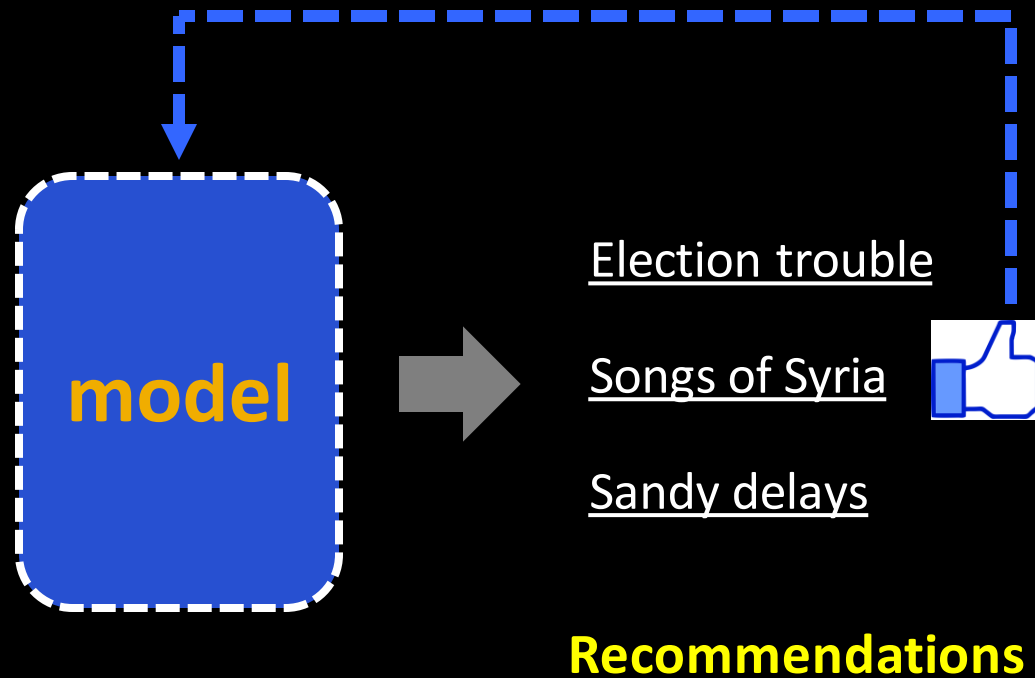 model
Election trouble
Songs of Syria
Sandy delays
Recommendations